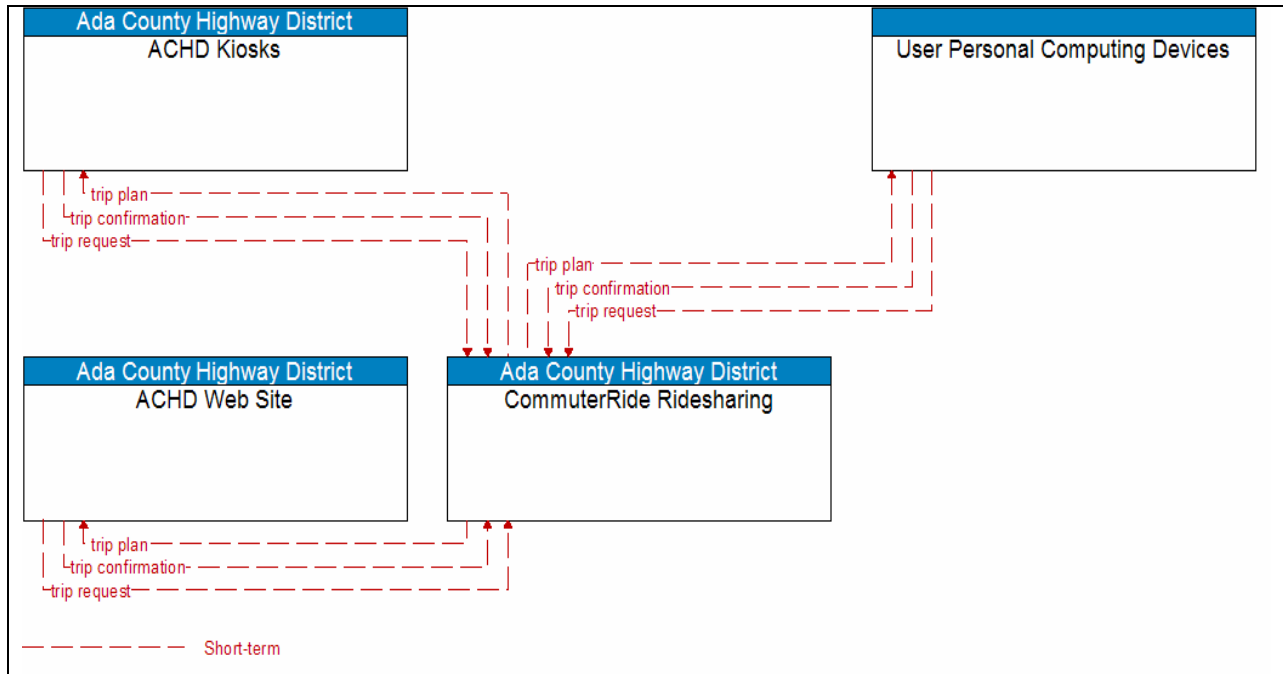 Ada County Highway District
ACHD Kiosks
User Personal Computing Devices
trip plan
trip confirmation
trip request
trip plan
trip confirmation
trip request
Ada County Highway District
ACHD Web Site
Ada County Highway District
CommuterRide Ridesharing
trip plan
trip confirmation
trip request
Short-term